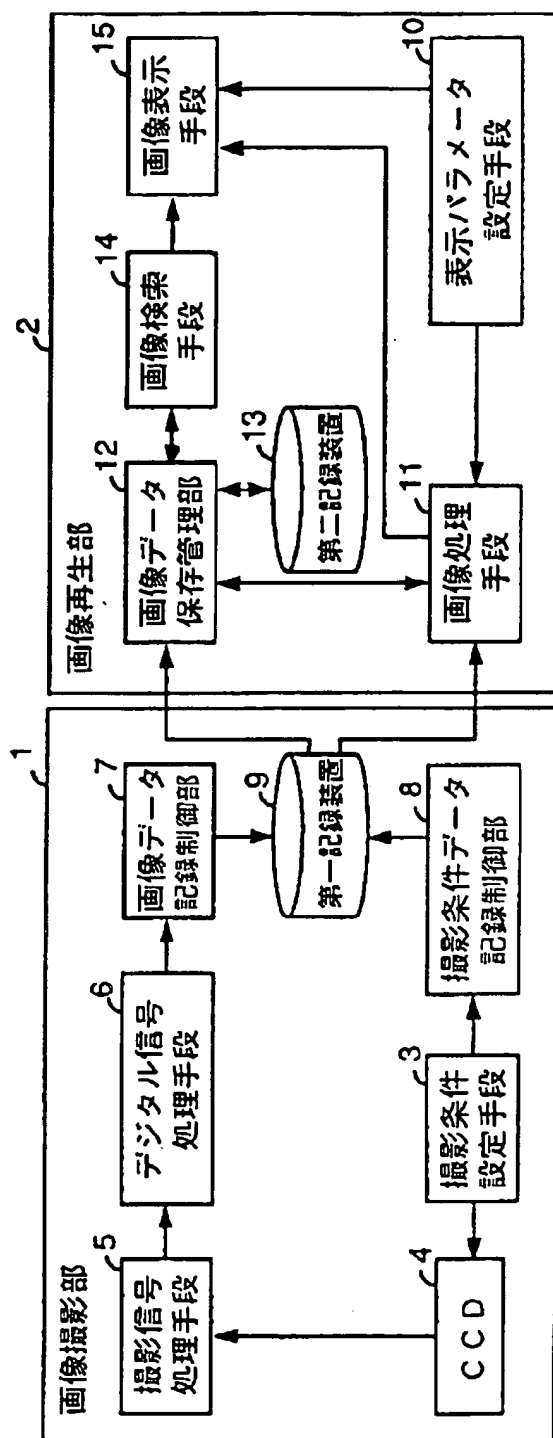 画像撮影部
1
撮影信号
処理手段
5
デジタル信号
処理手段
6
画像データ
記録制御部
7
第一記録装置
9
CCD
4
撮影条件
設定手段
3
撮影条件データ
記録制御部
8
画像再生部
2
画像データ
保存管理部
12
画像検索
手段
14
画像表示
手段
15
第二記録装置
13
画像処理
手段
11
表示パラメータ
設定手段
10